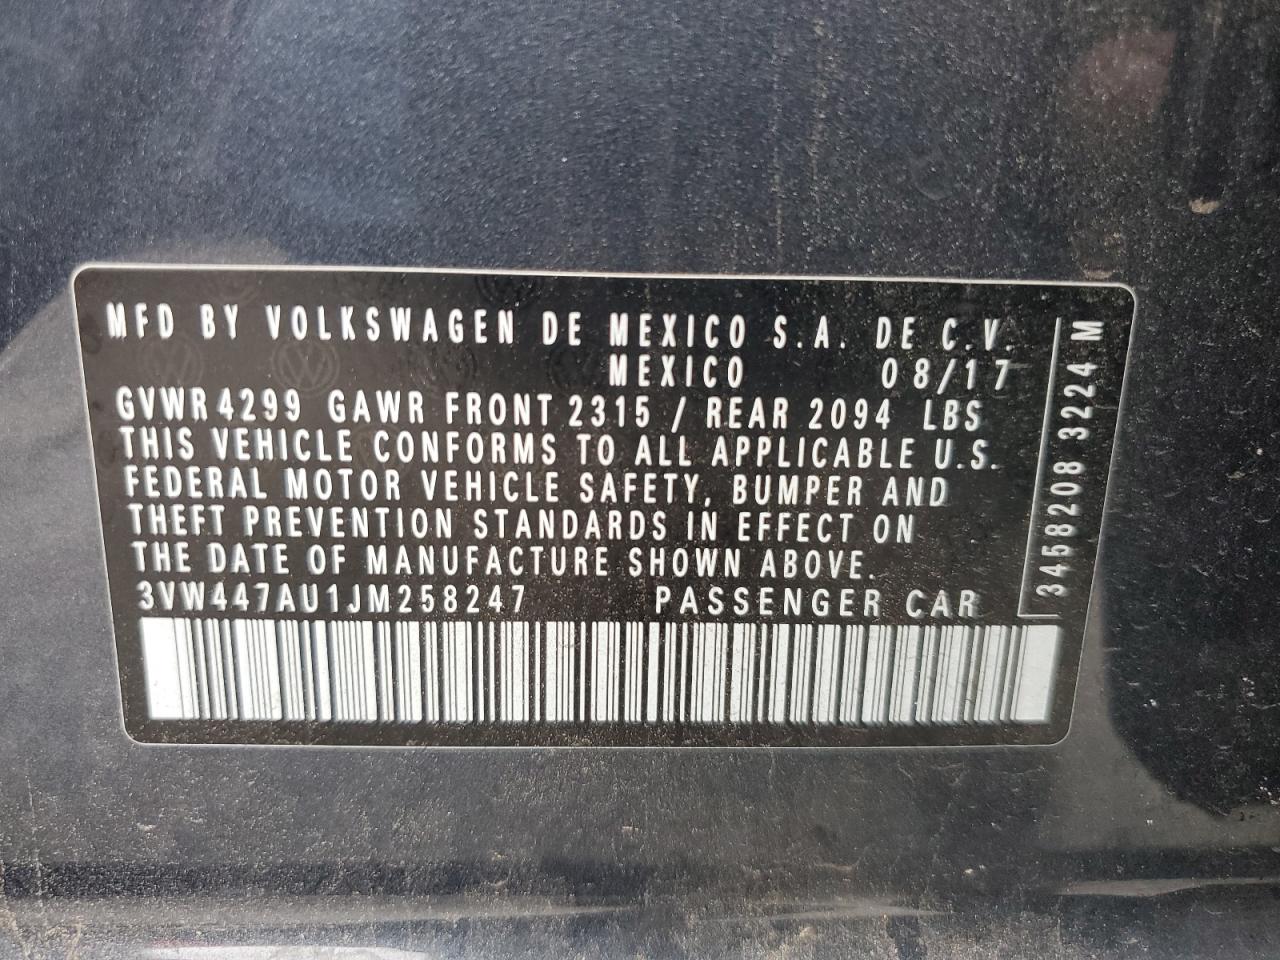 MFD BY VOLKSWAGEN DE MEXICO S.A. DE C.V.
MEXICO 08/17
GVWR 4299 GAWR FRONT 2315 / REAR 2094 LBS
THIS VEHICLE CONFORMS TO ALL APPLICABLE U.S.
FEDERAL MOTOR VEHICLE SAFETY, BUMPER AND
THEFT PREVENTION STANDARDS IN EFFECT ON
THE DATE OF MANUFACTURE SHOWN ABOVE.
3VW447AU1JM258247 PASSENGER CAR
3458208 3224 M